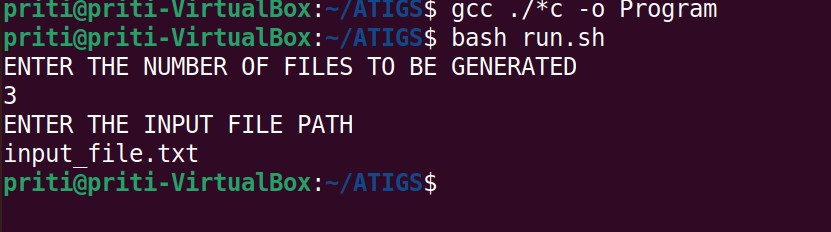 priti@priti-VirtualBox:~/ATIGS$ gcc ./*c -o Program
priti@priti-VirtualBox:~/ATIGS$ bash run.sh
ENTER THE NUMBER OF FILES TO BE GENERATED
3
ENTER THE INPUT FILE PATH
input_file.txt
priti@priti-VirtualBox:~/ATIGS$